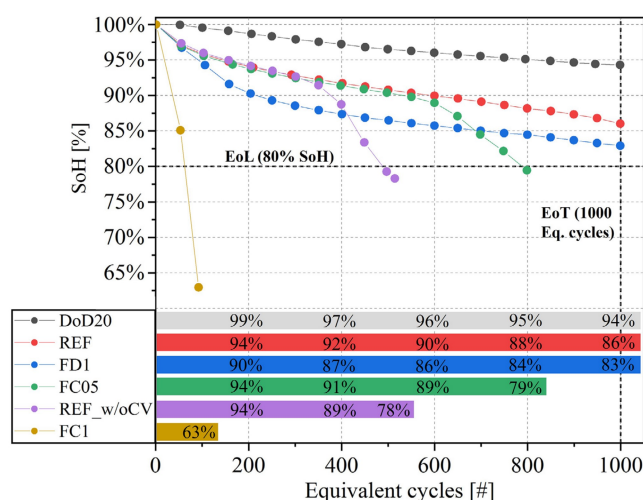 100%
95%
90%
85%
80%
75%
70%
65%
SoH [%]
EoL (80% SoH)
EoT (1000
Eq. cycles)
DoD20 99% 97% 96% 95% 94%
REF 94% 92% 90% 88% 86%
FD1 90% 87% 86% 84% 83%
FC05 94% 91% 89% 79%
REF_w/oCV 94% 89% 78%
FC1 63%
0 200 400 600 800 1000
Equivalent cycles [#]